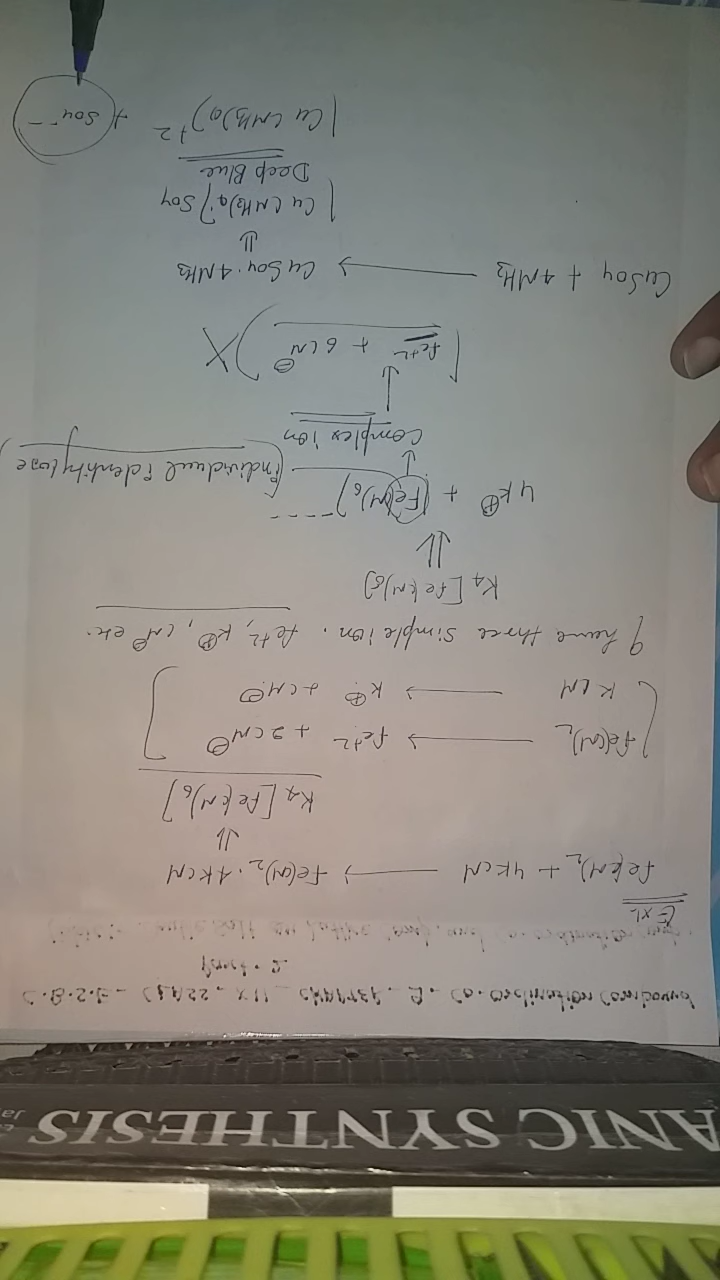 ANIC SYNTHESIS
Ex1
Fe(CN)2 + 4KCN ⟶ Fe(CN)2·4KCN
⇓
K4[Fe(CN)6]
Fe(CN)2 ⟶ Fe+2 + 2CN⊖
KCN ⟶ K⊕ + CN⊖
I have three simple ion. Fe+2, K⊕, CN⊖ etc.
K4[Fe(CN)6]
⇓
4K⊕ + [Fe(CN)6]---- (Individual Identity lose)
↓
Complex ion
↓
[Fe+2 + 6CN⊖] X
CuSO4 + 4NH3 ⟶ CuSO4·4NH3
⇓
[Cu(NH3)4]SO4
Deep Blue
[Cu(NH3)4]+2 + SO4--